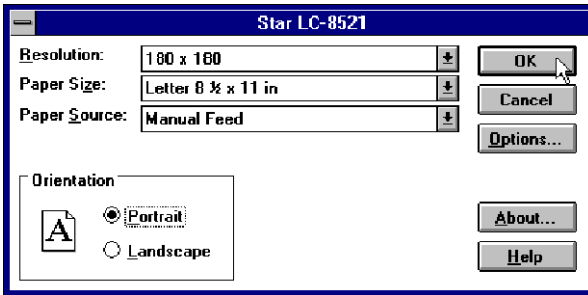 Star LC-8521
Resolution: 180 x 180 OK
Paper Size: Letter 8 ½ x 11 in Cancel
Paper Source: Manual Feed Options...
Orientation
A Portrait About...
Landscape Help